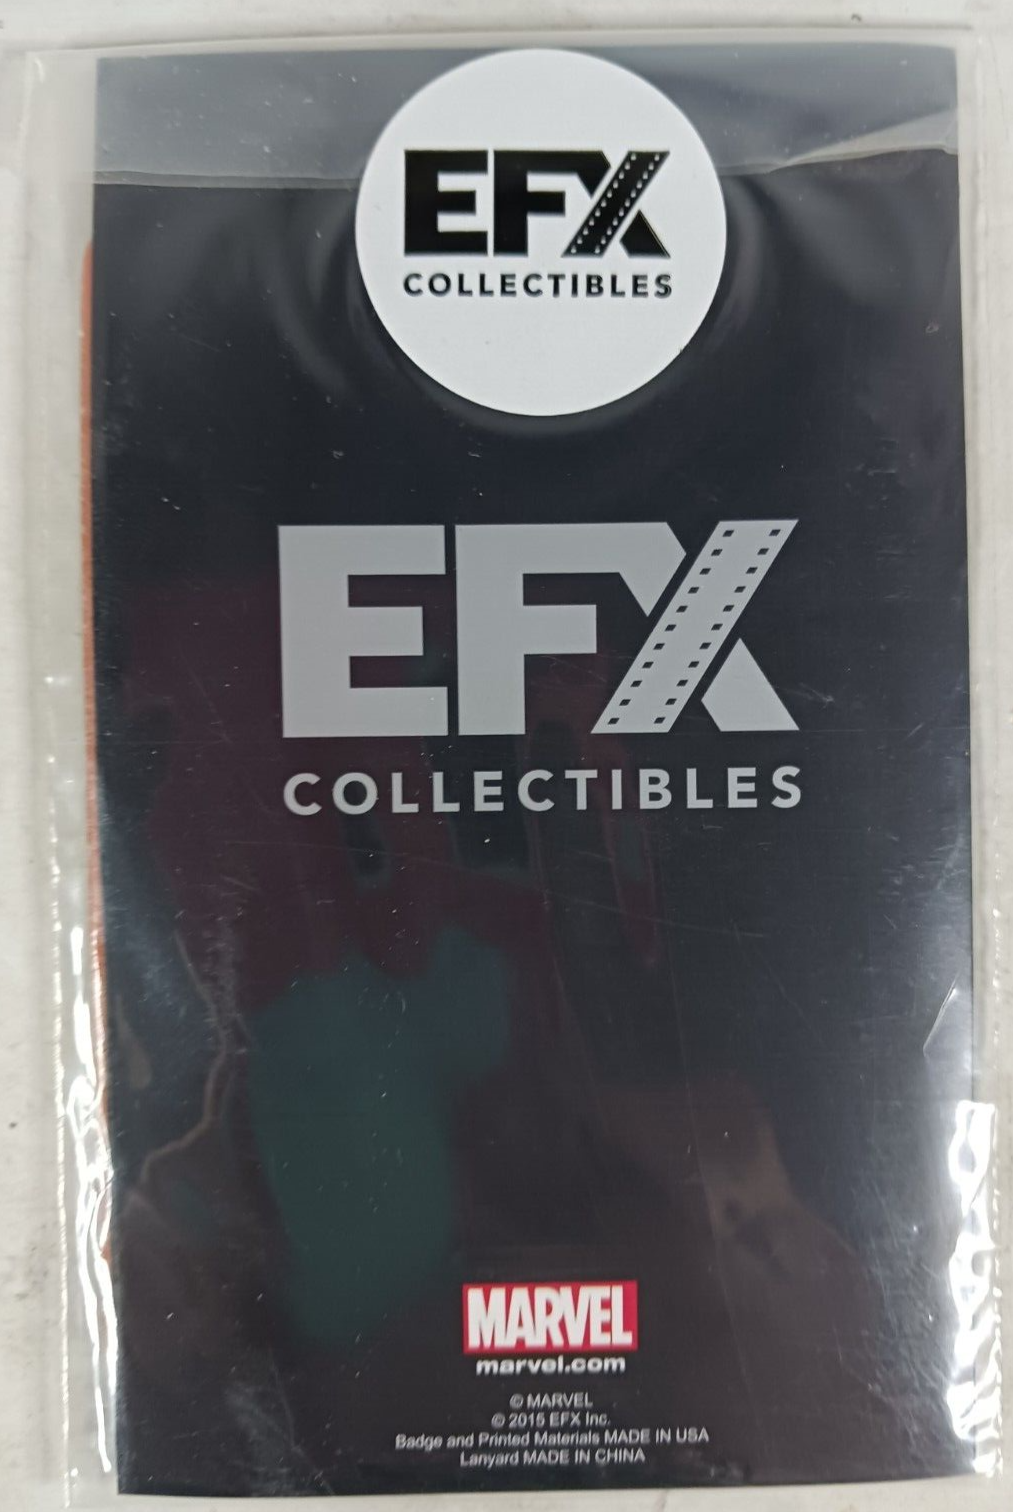 EFX
COLLECTIBLES
EFX
COLLECTIBLES
MARVEL
marvel.com
© MARVEL
© 2015 EFX Inc.
Badge and Printed Materials MADE IN USA
Lanyard MADE IN CHINA